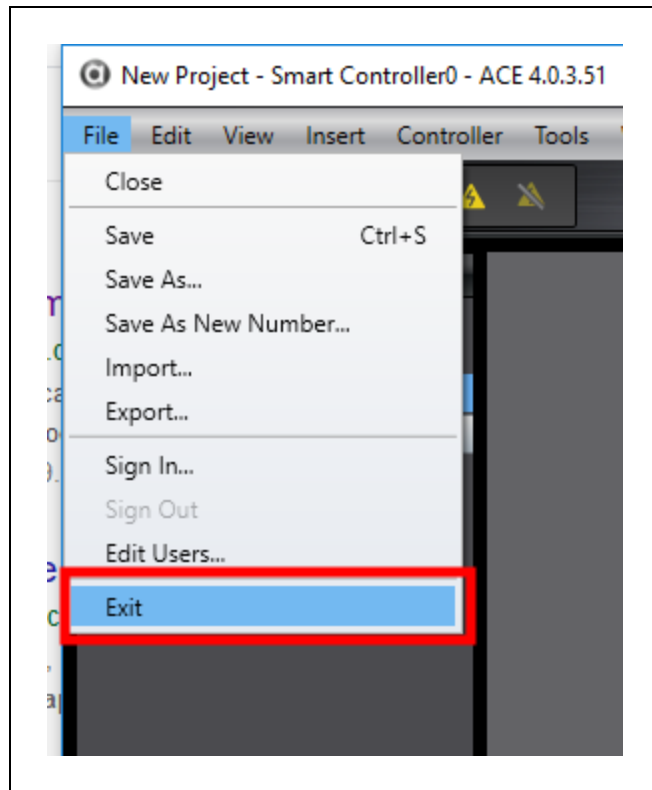 New Project - Smart Controller0 - ACE 4.0.3.51
File Edit View Insert Controller Tools
Close
Save Ctrl+S
Save As...
Save As New Number...
Import...
Export...
Sign In...
Sign Out
Edit Users...
Exit